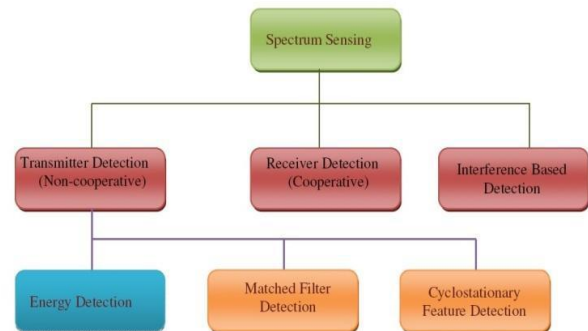 Spectrum Sensing
Transmitter Detection
(Non-cooperative)
Receiver Detection
(Cooperative)
Interference Based
Detection
Energy Detection
Matched Filter
Detection
Cyclostationary
Feature Detection